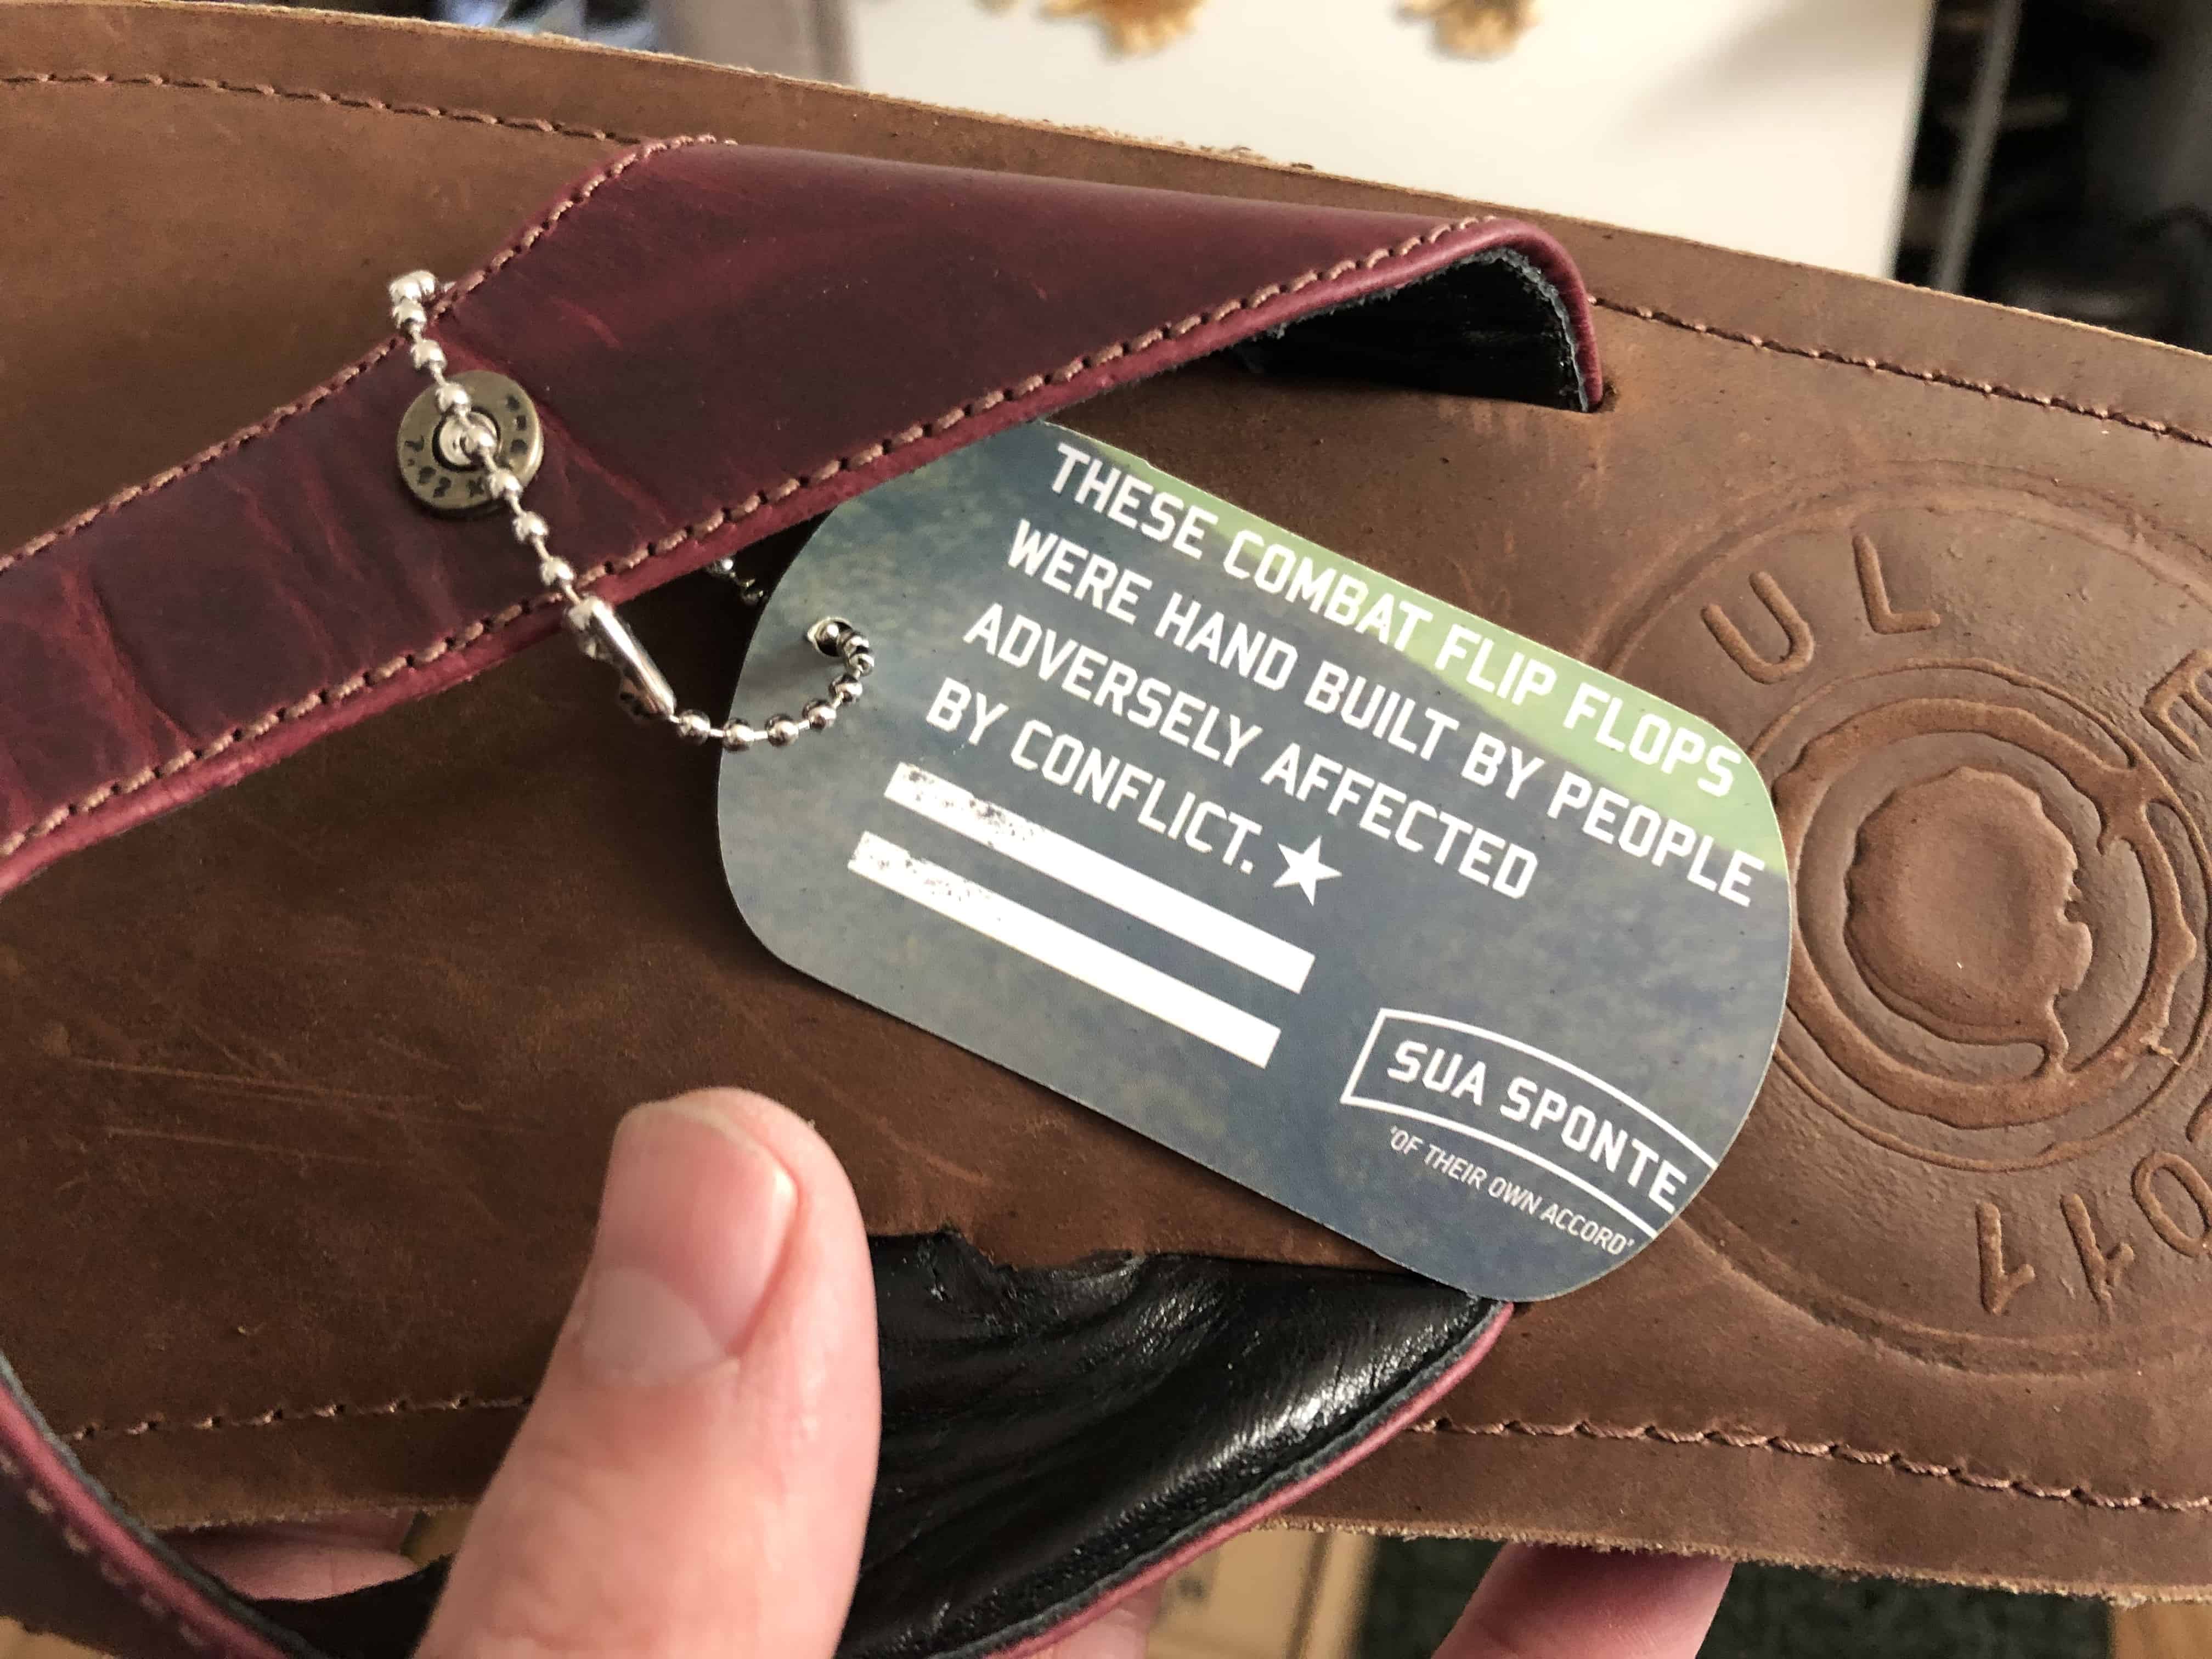 THESE COMBAT FLIP FLOPS
WERE HAND BUILT BY PEOPLE
ADVERSELY AFFECTED
BY CONFLICT.
SUA SPONTE
'OF THEIR OWN ACCORD'